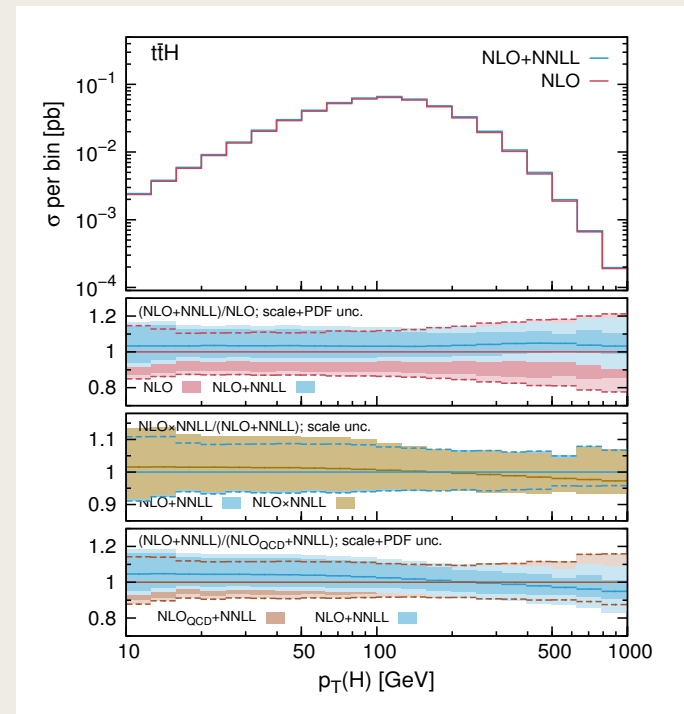 tt̄H
NLO+NNLL
NLO
σ per bin [pb]
10⁻¹
10⁻²
10⁻³
10⁻⁴
(NLO+NNLL)/NLO; scale+PDF unc.
1.2
1
0.8
NLO NLO+NNLL
NLO×NNLL/(NLO+NNLL); scale unc.
1.1
1
0.9
NLO+NNLL NLO×NNLL
(NLO+NNLL)/(NLO_QCD+NNLL); scale+PDF unc.
1.2
1
0.8
NLO_QCD+NNLL NLO+NNLL
10 50 100 500 1000
p_T(H) [GeV]